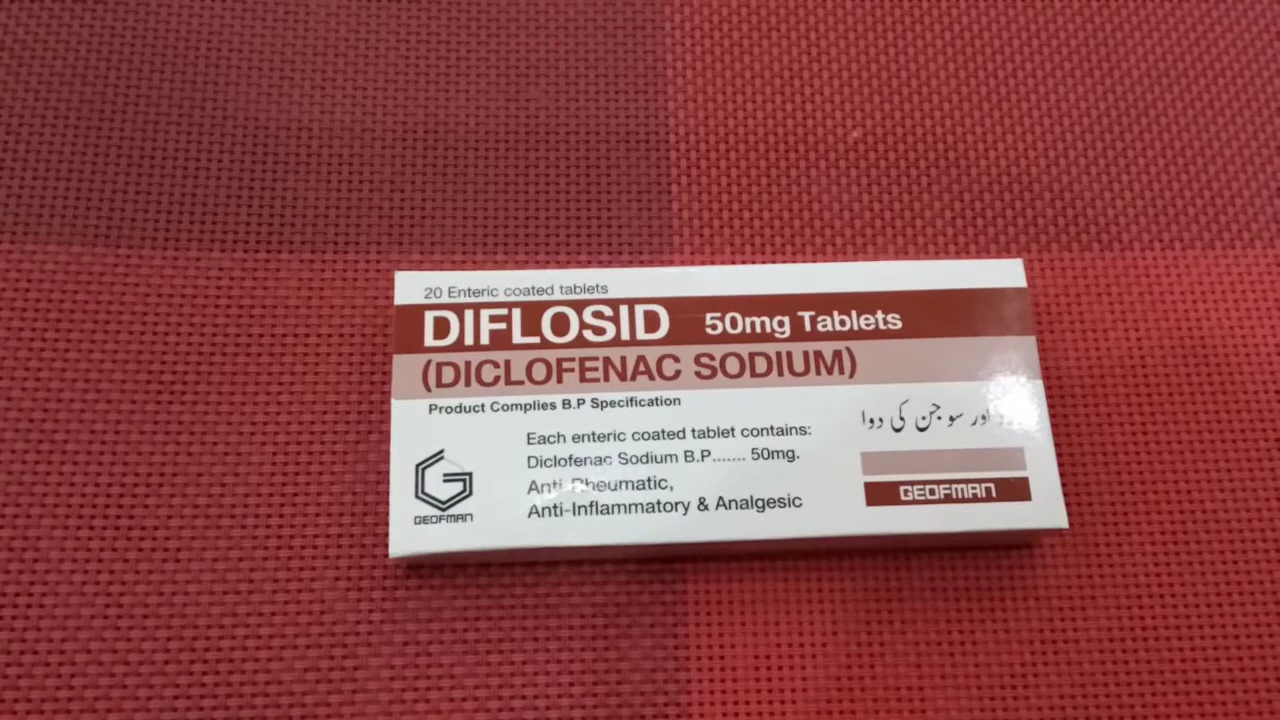 20 Enteric coated tablets
DIFLOSID 50mg Tablets
(DICLOFENAC SODIUM)
Product Complies B.P Specification
اور سوجن کی دوا
Each enteric coated tablet contains:
Diclofenac Sodium B.P....... 50mg.
Anti-Rheumatic,
Anti-Inflammatory & Analgesic
GEOFMAN
GEOFMAN